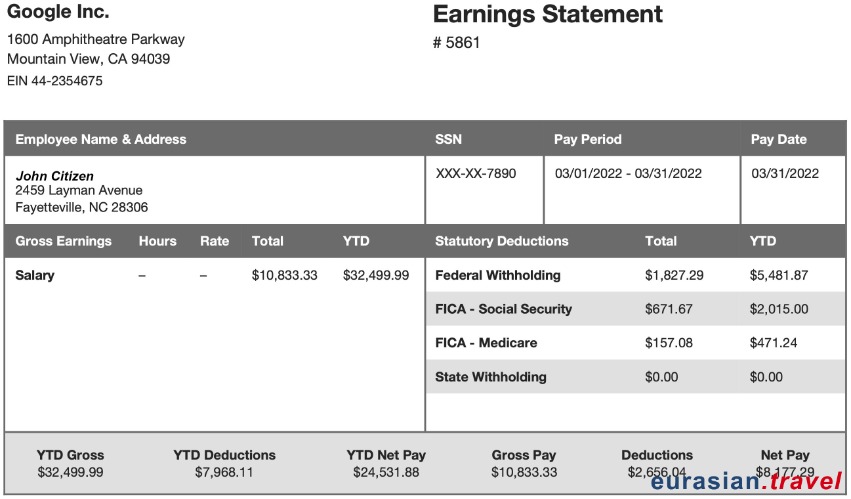 Google Inc.
1600 Amphitheatre Parkway
Mountain View, CA 94039
EIN 44-2354675
Earnings Statement
# 5861
Employee Name & Address SSN Pay Period Pay Date
John Citizen
2459 Layman Avenue
Fayetteville, NC 28306
XXX-XX-7890 03/01/2022 - 03/31/2022 03/31/2022
Gross Earnings Hours Rate Total YTD
Salary – – $10,833.33 $32,499.99
Statutory Deductions Total YTD
Federal Withholding $1,827.29 $5,481.87
FICA - Social Security $671.67 $2,015.00
FICA - Medicare $157.08 $471.24
State Withholding $0.00 $0.00
YTD Gross YTD Deductions YTD Net Pay Gross Pay Deductions Net Pay
$32,499.99 $7,968.11 $24,531.88 $10,833.33 $2,656.04 $8,177.29
eurasian.travel